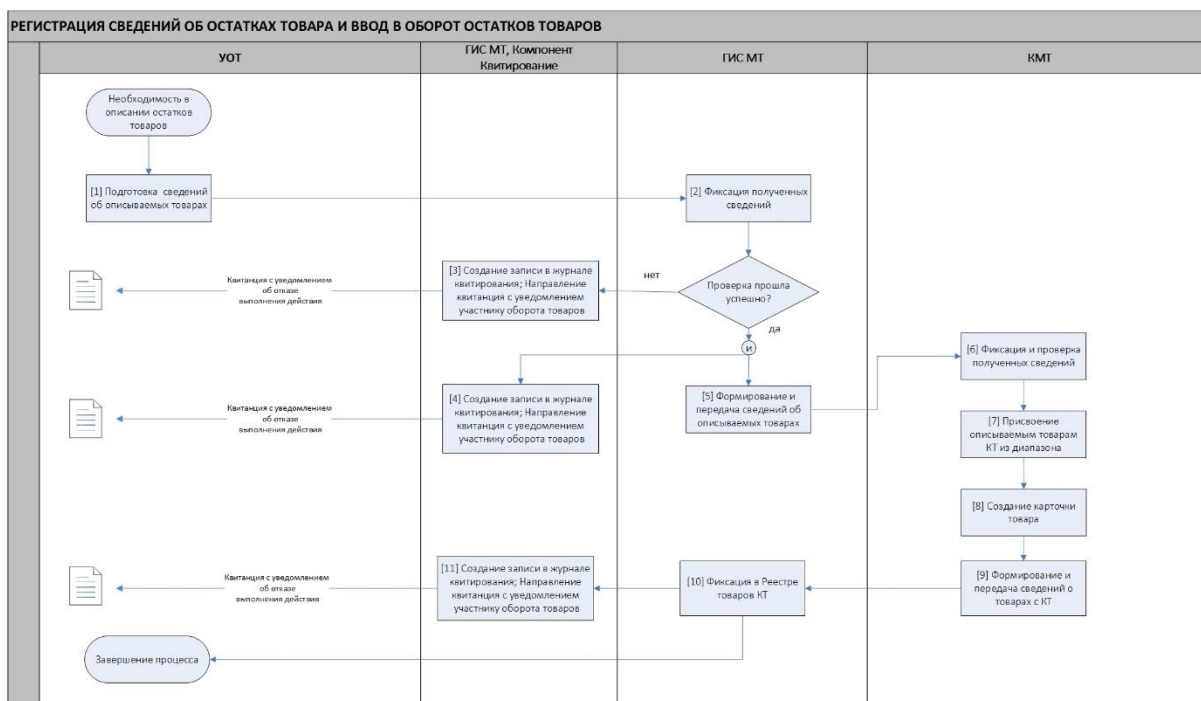 РЕГИСТРАЦИЯ СВЕДЕНИЙ ОБ ОСТАТКАХ ТОВАРА И ВВОД В ОБОРОТ ОСТАТКОВ ТОВАРОВ
УОТ
ГИС МТ, Компонент
Квитирование
ГИС МТ
КМТ
Необходимость в
описании остатков
товаров
[1] Подготовка сведений
об описываемых товарах
[2] Фиксация полученных
сведений
Проверка прошла
успешно?
нет
да
и
[3] Создание записи в журнале
квитирования; Направление
квитанция с уведомлением
участнику оборота товаров
Квитанция с уведомлением
об отказе
выполнения действия
[4] Создание записи в журнале
квитирования; Направление
квитанция с уведомлением
участнику оборота товаров
Квитанция с уведомлением
об отказе
выполнения действия
[5] Формирование и
передача сведений об
описываемых товарах
[6] Фиксация и проверка
полученных сведений
[7] Присвоение
описываемым товарам
КТ из диапазона
[8] Создание карточки
товара
[9] Формирование и
передача сведений о
товарах с КТ
[10] Фиксация в Реестре
товаров КТ
[11] Создание записи в журнале
квитирования; Направление
квитанция с уведомлением
участнику оборота товаров
Квитанция с уведомлением
об отказе
выполнения действия
Завершение процесса